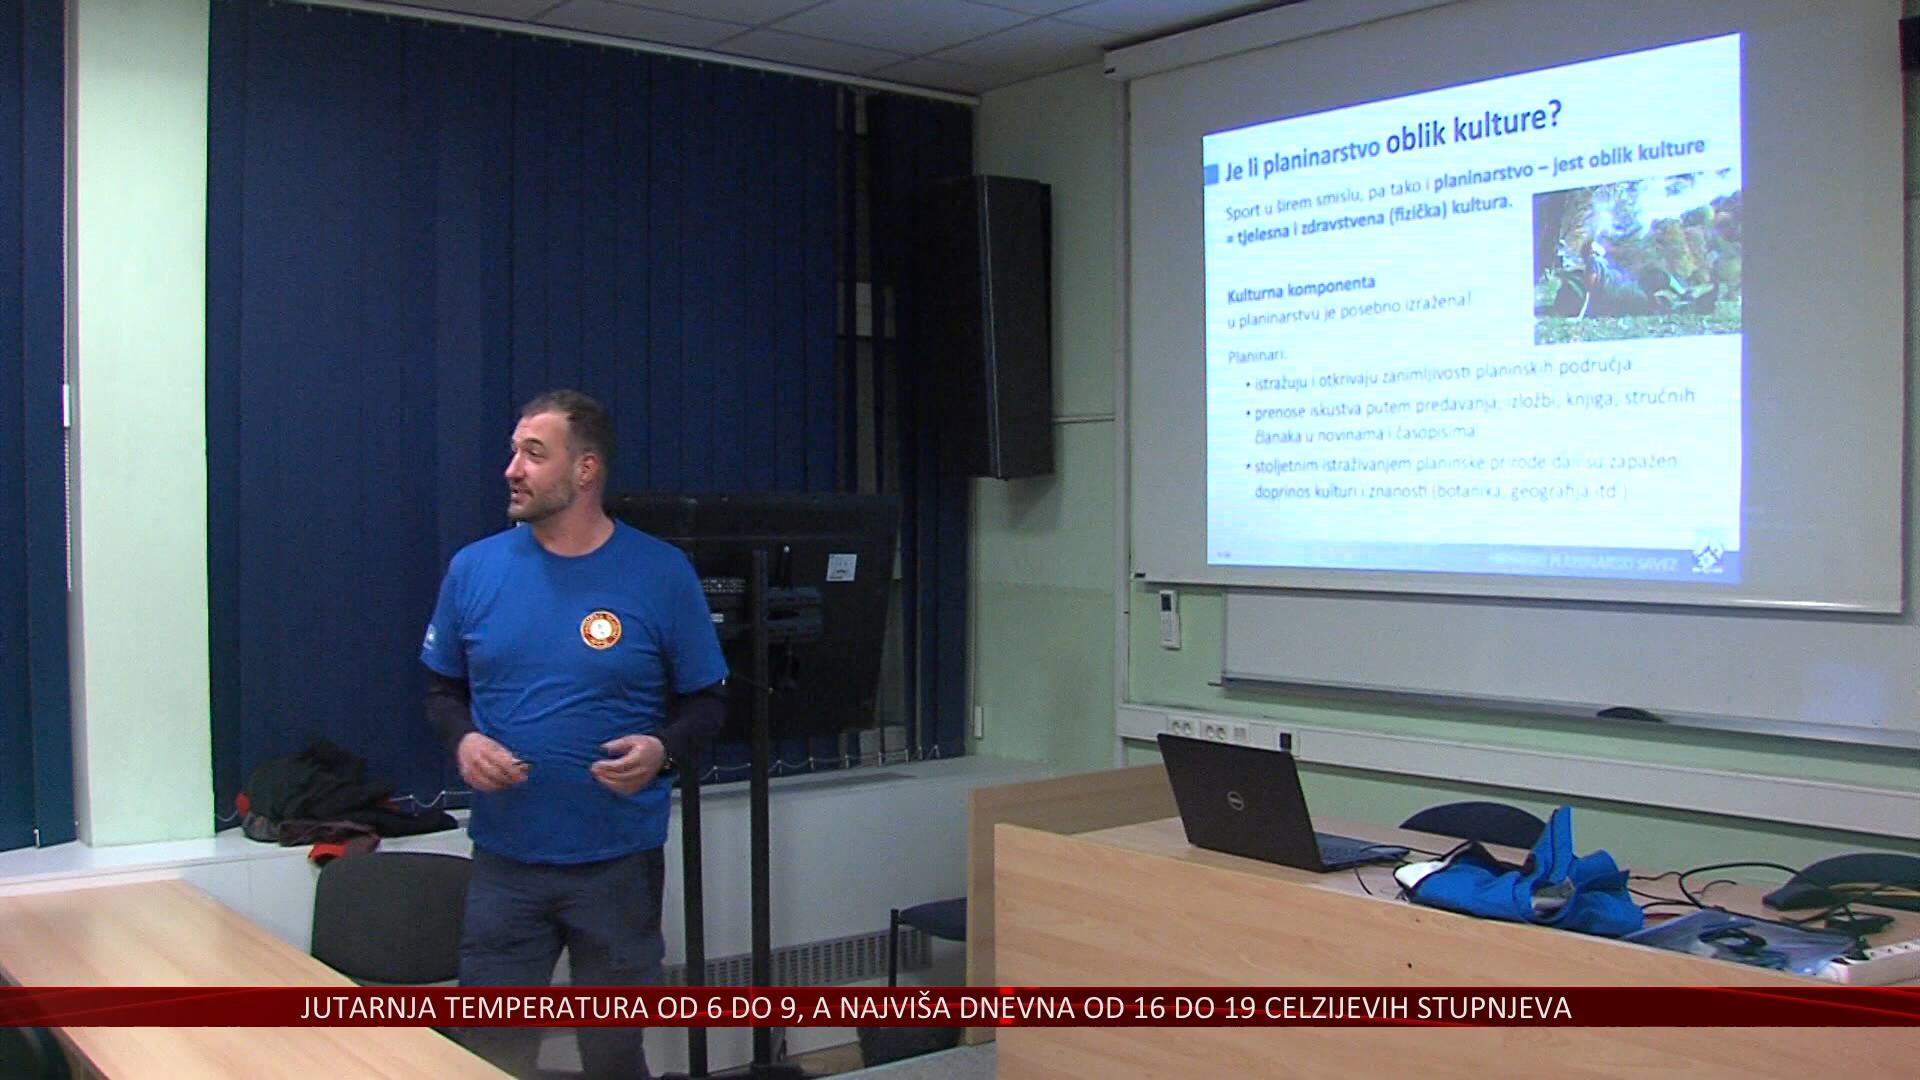 Je li planinarstvo oblik kulture?
Sport u širem smislu, pa tako i planinarstvo – jest oblik kulture
= tjelesna i zdravstvena (fizička) kultura.
Kulturna komponenta
u planinarstvu je posebno izražena!
Planinari:
• istražuju i otkrivaju zanimljivosti planinskih područja
• prenose iskustva putem predavanja, izložbi, knjiga, stručnih
članaka u novinama i časopisima
• stoljetnim istraživanjem planinske prirode dali su zapažen
doprinos kulturi i znanosti (botanika, geografija itd.)
PLANINARSKI SAVEZ
DELL
JUTARNJA TEMPERATURA OD 6 DO 9, A NAJVIŠA DNEVNA OD 16 DO 19 CELZIJEVIH STUPNJEVA